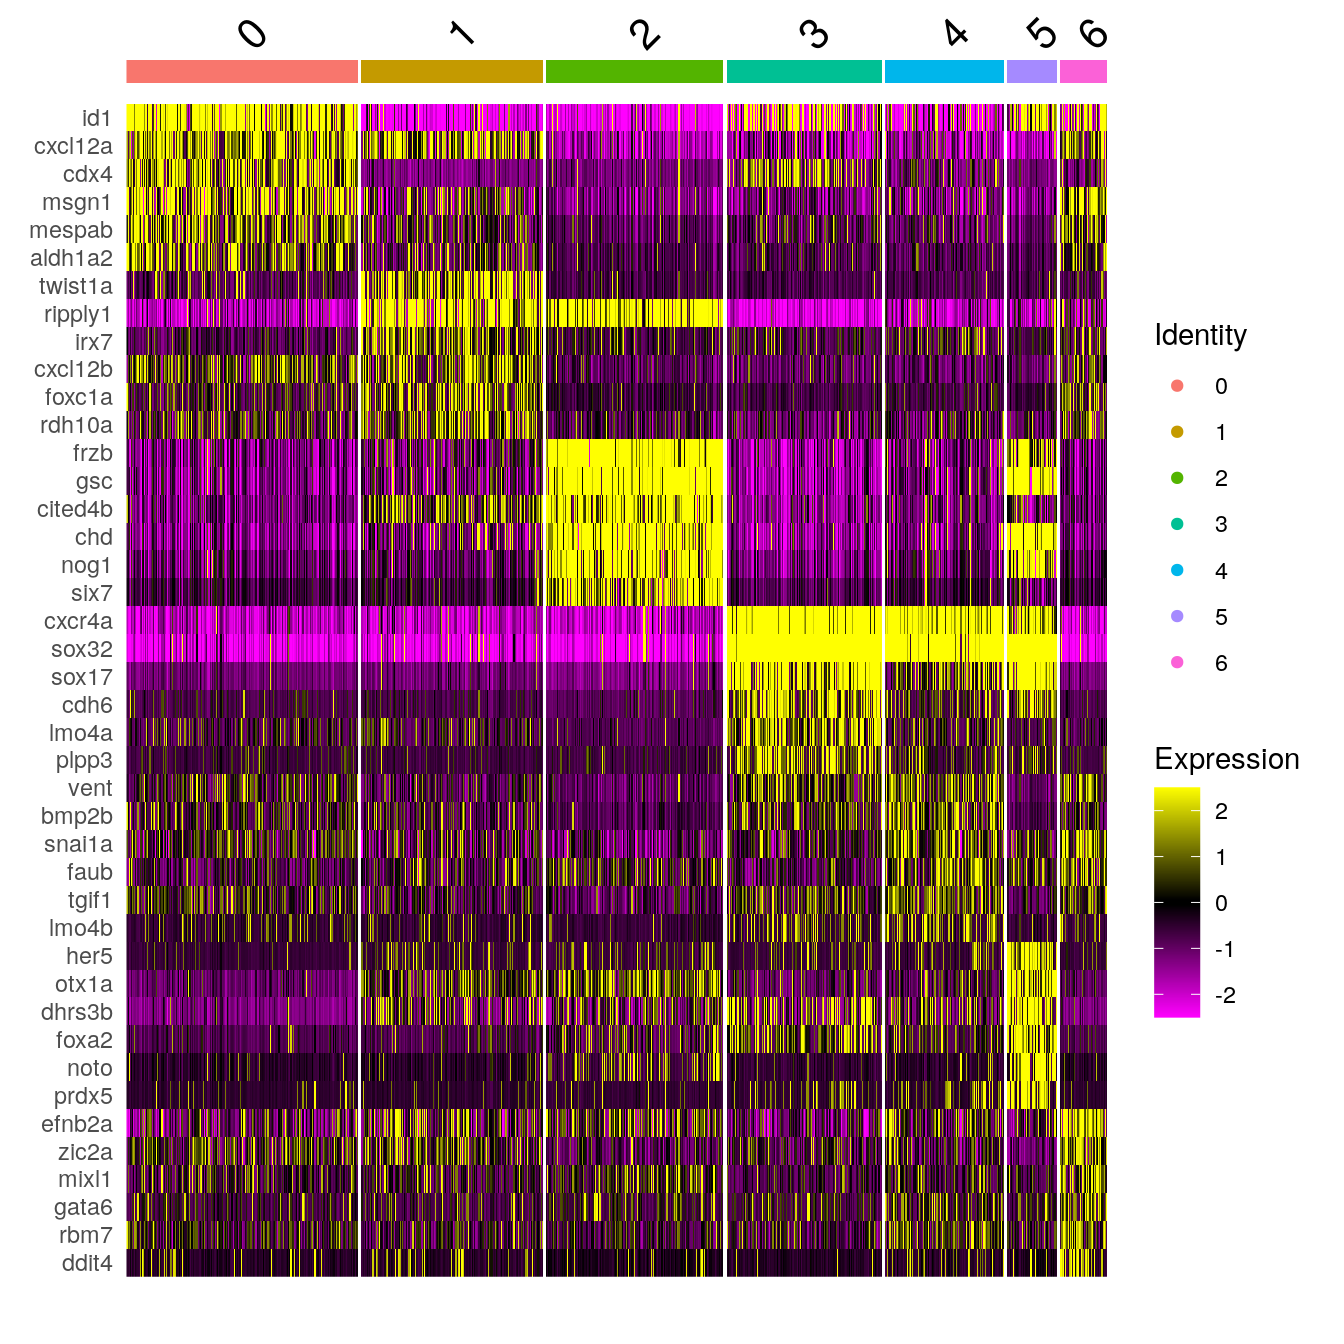 0 1 2 3 4 5 6
id1
cxcl12a
cdx4
msgn1
mespab
aldh1a2
twist1a
ripply1
irx7
cxcl12b
foxc1a
rdh10a
frzb
gsc
cited4b
chd
nog1
six7
cxcr4a
sox32
sox17
cdh6
lmo4a
plpp3
vent
bmp2b
snai1a
faub
tgif1
lmo4b
her5
otx1a
dhrs3b
foxa2
noto
prdx5
efnb2a
zic2a
mixl1
gata6
rbm7
ddit4
Identity
0
1
2
3
4
5
6
Expression
2
1
0
-1
-2